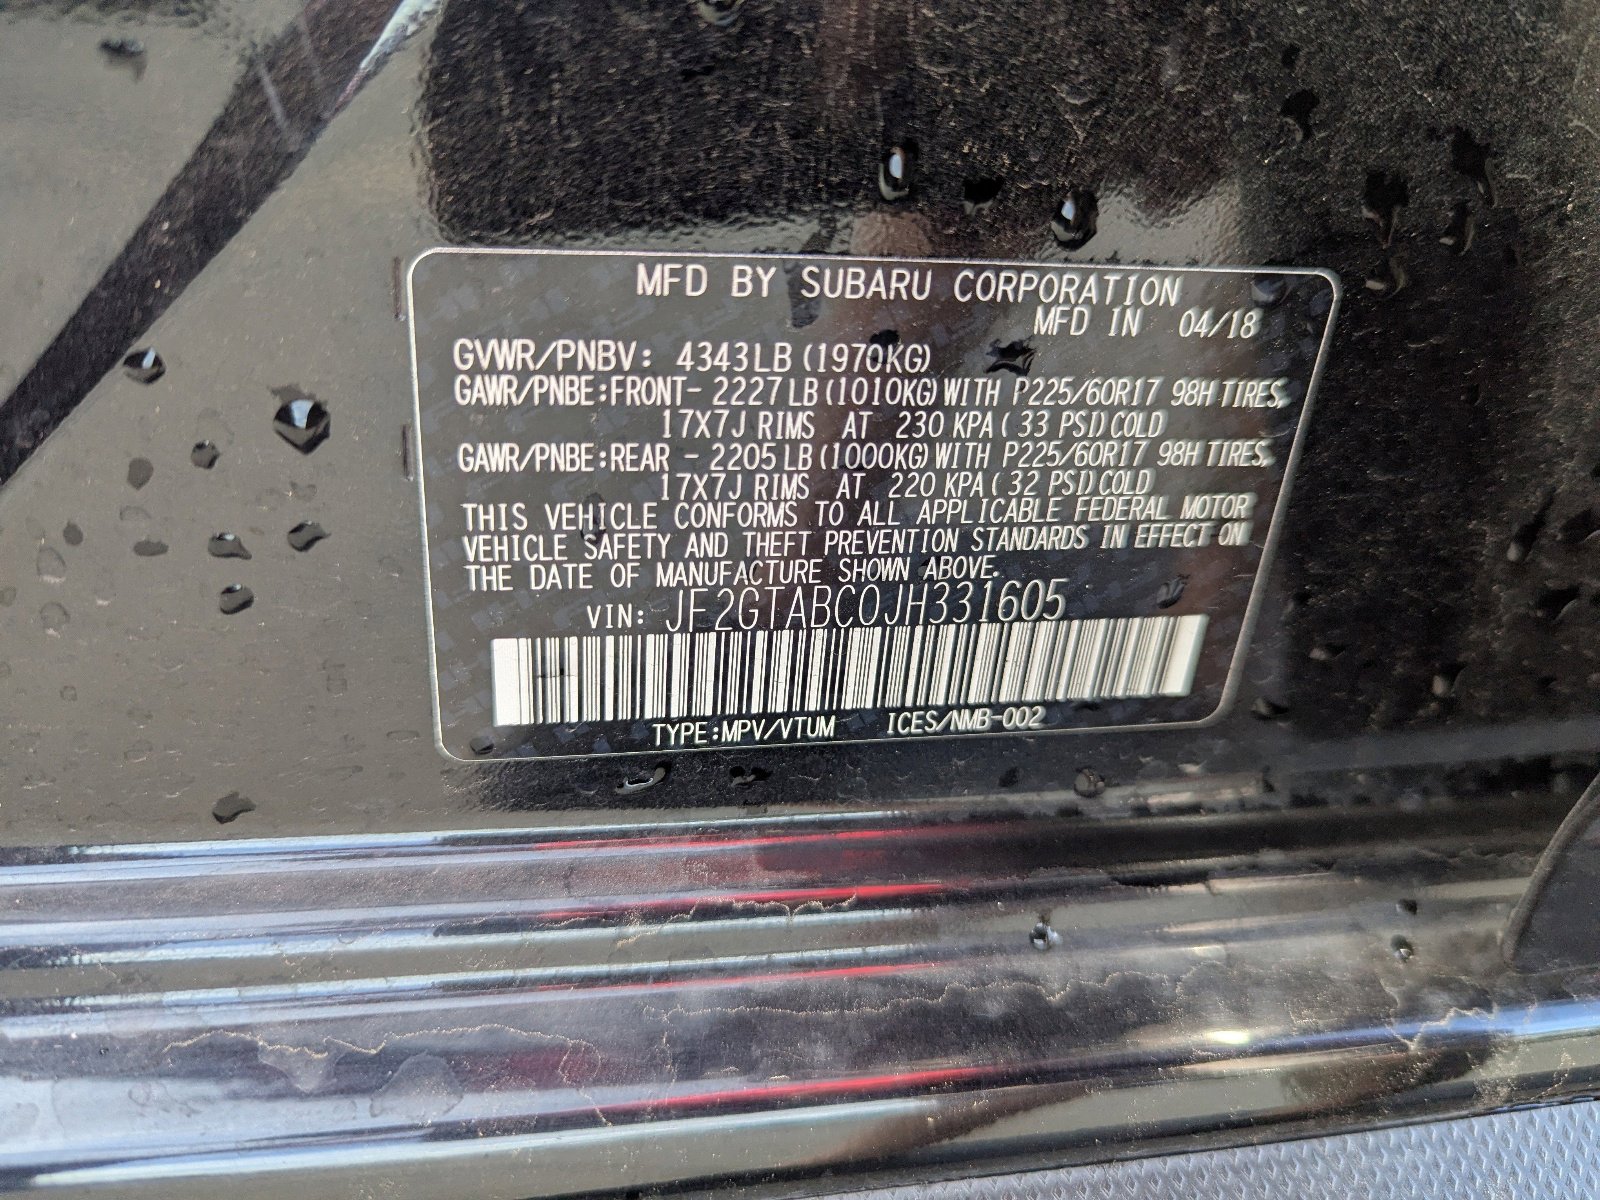 MFD BY SUBARU CORPORATION
MFD IN 04/18
GVWR/PNBV: 4343LB (1970KG)
GAWR/PNBE:FRONT- 2227LB (1010KG) WITH P225/60R17 98H TIRES,
17X7J RIMS AT 230 KPA ( 33 PSI) COLD
GAWR/PNBE:REAR - 2205LB (1000KG) WITH P225/60R17 98H TIRES,
17X7J RIMS AT 220 KPA ( 32 PSI) COLD
THIS VEHICLE CONFORMS TO ALL APPLICABLE FEDERAL MOTOR
VEHICLE SAFETY AND THEFT PREVENTION STANDARDS IN EFFECT ON
THE DATE OF MANUFACTURE SHOWN ABOVE.
VIN: JF2GTABC0JH331605
TYPE:MPV/VTUM ICES/NMB-002